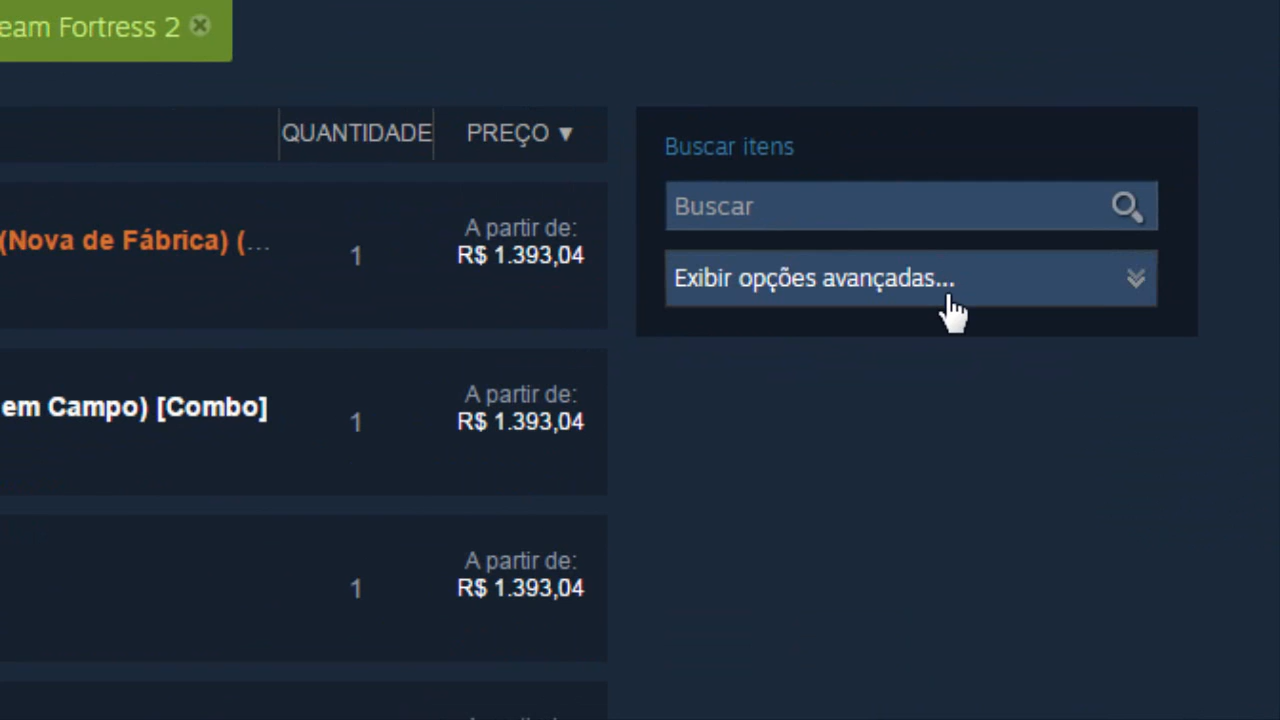 eam Fortress 2
QUANTIDADE
PREÇO ▼
(Nova de Fábrica) (...
1
A partir de:
R$ 1.393,04
em Campo) [Combo]
1
A partir de:
R$ 1.393,04
1
A partir de:
R$ 1.393,04
Buscar itens
Buscar
Exibir opções avançadas...